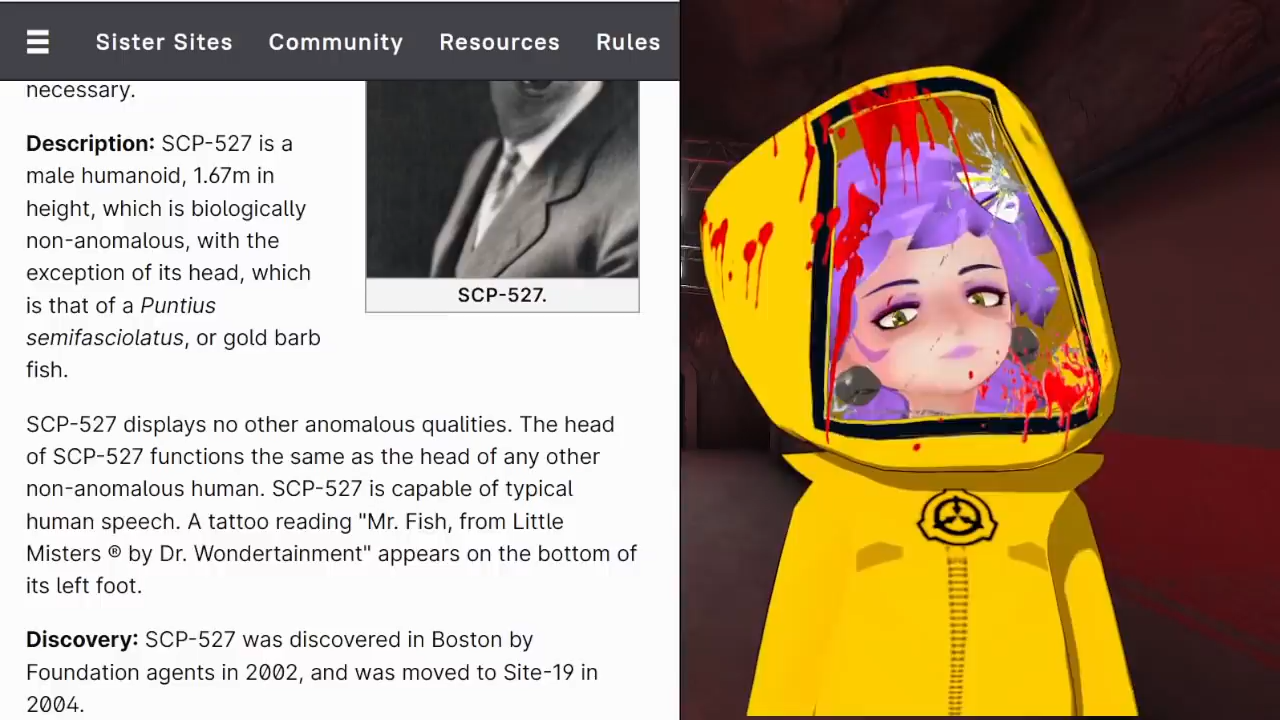 Sister Sites Community Resources Rules
necessary.
Description: SCP-527 is a
male humanoid, 1.67m in
height, which is biologically
non-anomalous, with the
exception of its head, which
is that of a Puntius
semifasciolatus, or gold barb
fish.
SCP-527.
SCP-527 displays no other anomalous qualities. The head
of SCP-527 functions the same as the head of any other
non-anomalous human. SCP-527 is capable of typical
human speech. A tattoo reading "Mr. Fish, from Little
Misters ® by Dr. Wondertainment" appears on the bottom of
its left foot.
Discovery: SCP-527 was discovered in Boston by
Foundation agents in 2002, and was moved to Site-19 in
2004.